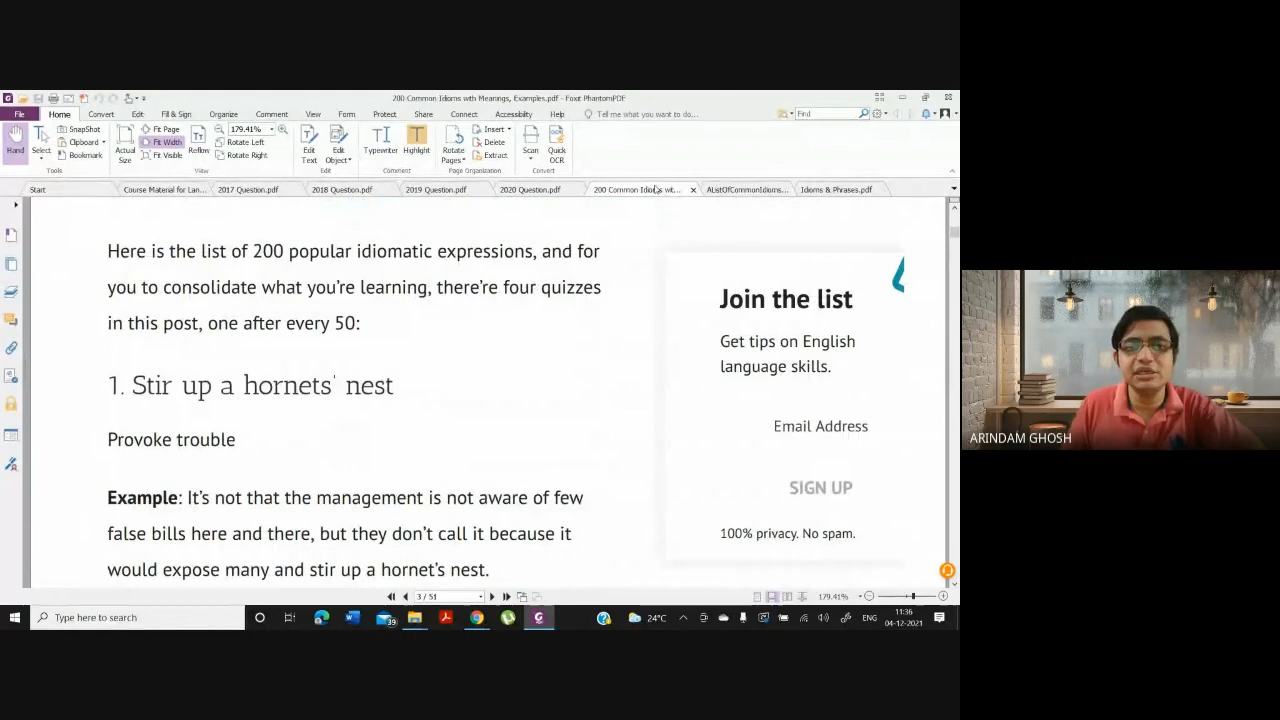 200 Common Idioms with Meanings, Examples.pdf - Foxit PhantomPDF
File Home Convert Edit Fill & Sign Organize Comment View Form Protect Share Connect Accessibility Help Tell me what you want to do... Find
Hand
Select
SnapShot
Clipboard
Bookmark
Tools
Actual
Size
Fit Page
Fit Width
Fit Visible
Reflow
179.41%
Rotate Left
Rotate Right
View
Edit
Text
Edit
Object
Edit
Typewriter
Highlight
Comment
Rotate
Pages
Insert
Delete
Extract
Page Organization
Scan
Quick
OCR
Convert
Start Course Material for Lan... 2017 Question.pdf 2018 Question.pdf 2019 Question.pdf 2020 Question.pdf 200 Common Idioms wit... AListOfCommonIdioms... Idioms & Phrases.pdf
Here is the list of 200 popular idiomatic expressions, and for
you to consolidate what you're learning, there're four quizzes
in this post, one after every 50:
1. Stir up a hornets' nest
Provoke trouble
Example: It's not that the management is not aware of few
false bills here and there, but they don't call it because it
would expose many and stir up a hornet's nest.
Join the list
Get tips on English
language skills.
Email Address
SIGN UP
100% privacy. No spam.
ARINDAM GHOSH
3 / 51
179.41%
Type here to search
39
24°C
ENG
11:36
04-12-2021